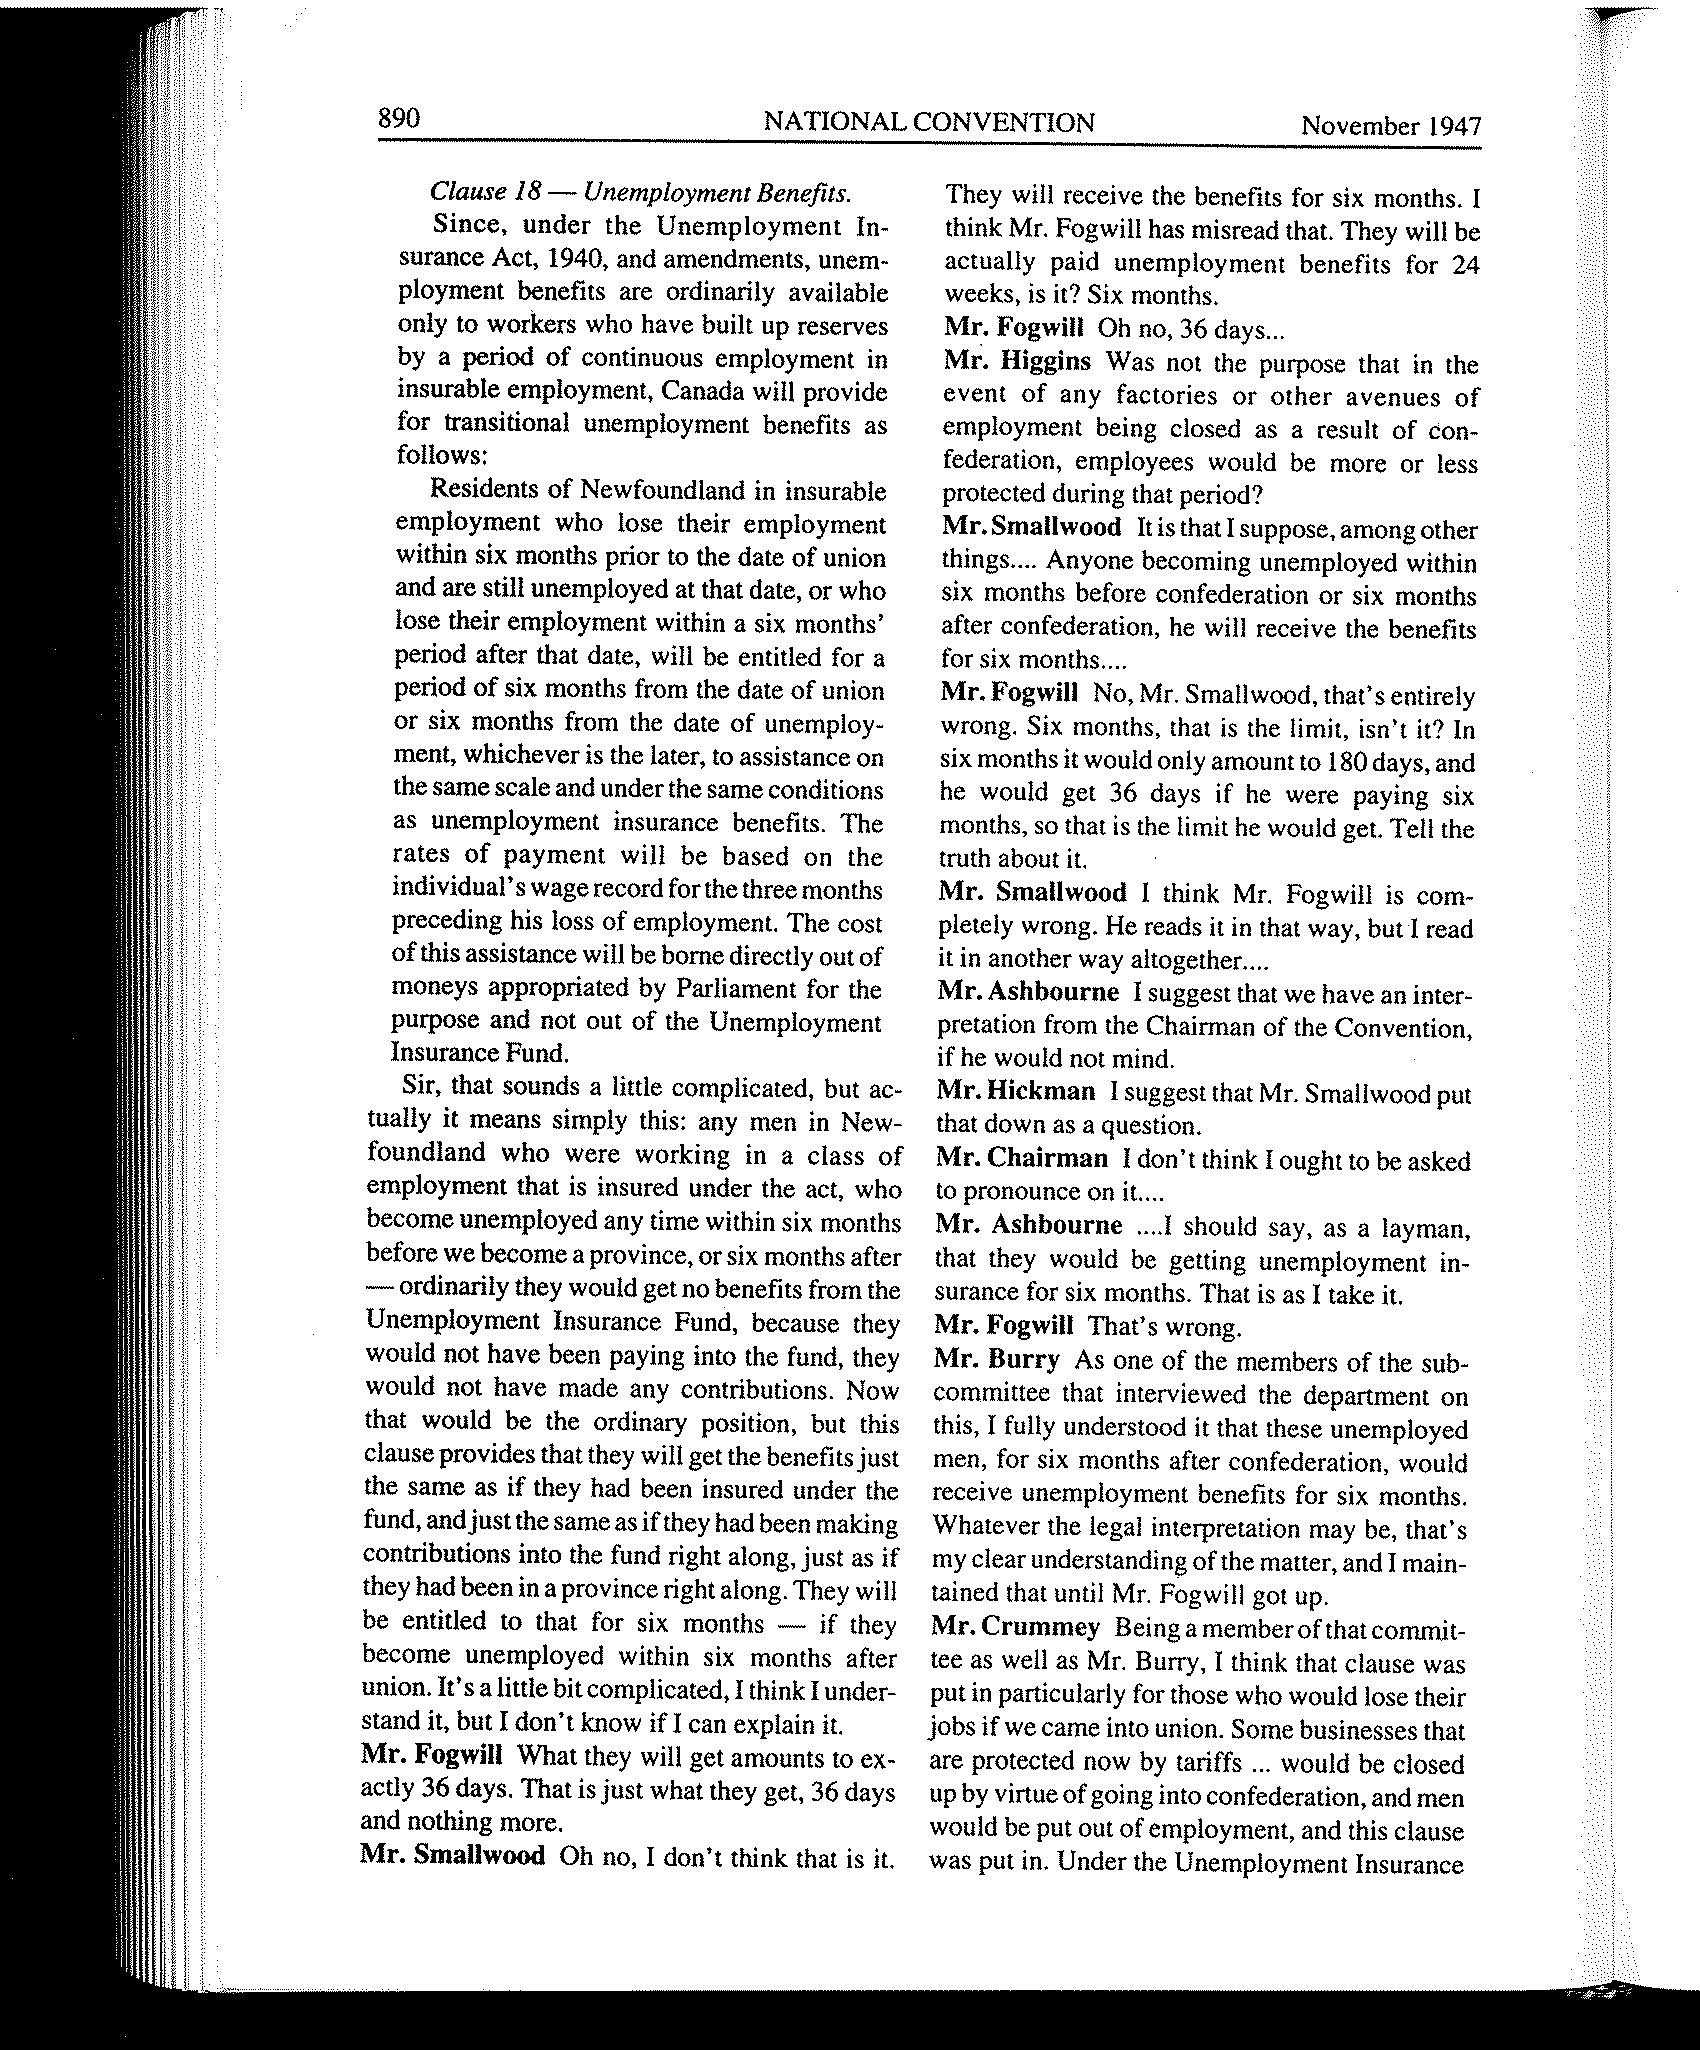 890
NATIONAL CONVENTION
November 1947
Clause 18 — Unemployment Benefits.
Since, under the Unemployment In-
surance Act, 1940, and amendments, unem-
ployment benefits are ordinarily available
only to workers who have built up reserves
by a period of continuous employment in
insurable employment, Canada will provide
for transitional unemployment benefits as
follows:
Residents of Newfoundland in insurable
employment who lose their employment
within six months prior to the date of union
and are still unemployed at that date, or who
lose their employment within a six months'
period after that date, will be entitled for a
period of six months from the date of union
or six months from the date of unemploy-
ment, whichever is the later, to assistance on
the same scale and under the same conditions
as unemployment insurance benefits. The
rates of payment will be based on the
individual's wage record for the three months
preceding his loss of employment. The cost
of this assistance will be borne directly out of
moneys appropriated by Parliament for the
purpose and not out of the Unemployment
Insurance Fund.
Sir, that sounds a little complicated, but ac-
tually it means simply this: any men in New-
foundland who were working in a class of
employment that is insured under the act, who
become unemployed any time within six months
before we become a province, or six months after
— ordinarily they would get no benefits from the
Unemployment Insurance Fund, because they
would not have been paying into the fund, they
would not have made any contributions. Now
that would be the ordinary position, but this
clause provides that they will get the benefits just
the same as if they had been insured under the
fund, and just the same as if they had been making
contributions into the fund right along, just as if
they had been in a province right along. They will
be entitled to that for six months — if they
become unemployed within six months after
union. It's a little bit complicated, I think I under-
stand it, but I don't know if I can explain it.
Mr. Fogwill What they will get amounts to ex-
actly 36 days. That is just what they get, 36 days
and nothing more.
Mr. Smallwood Oh no, I don't think that is it.
They will receive the benefits for six months. I
think Mr. Fogwill has misread that. They will be
actually paid unemployment benefits for 24
weeks, is it? Six months.
Mr. Fogwill Oh no, 36 days...
Mr. Higgins Was not the purpose that in the
event of any factories or other avenues of
employment being closed as a result of con-
federation, employees would be more or less
protected during that period?
Mr. Smallwood It is that I suppose, among other
things.... Anyone becoming unemployed within
six months before confederation or six months
after confederation, he will receive the benefits
for six months....
Mr. Fogwill No, Mr. Smallwood, that's entirely
wrong. Six months, that is the limit, isn't it? In
six months it would only amount to 180 days, and
he would get 36 days if he were paying six
months, so that is the limit he would get. Tell the
truth about it.
Mr. Smallwood I think Mr. Fogwill is com-
pletely wrong. He reads it in that way, but I read
it in another way altogether....
Mr. Ashbourne I suggest that we have an inter-
pretation from the Chairman of the Convention,
if he would not mind.
Mr. Hickman I suggest that Mr. Smallwood put
that down as a question.
Mr. Chairman I don't think I ought to be asked
to pronounce on it....
Mr. Ashbourne ....I should say, as a layman,
that they would be getting unemployment in-
surance for six months. That is as I take it.
Mr. Fogwill That's wrong.
Mr. Burry As one of the members of the sub-
committee that interviewed the department on
this, I fully understood it that these unemployed
men, for six months after confederation, would
receive unemployment benefits for six months.
Whatever the legal interpretation may be, that's
my clear understanding of the matter, and I main-
tained that until Mr. Fogwill got up.
Mr. Crummey Being a member of that commit-
tee as well as Mr. Burry, I think that clause was
put in particularly for those who would lose their
jobs if we came into union. Some businesses that
are protected now by tariffs ... would be closed
up by virtue of going into confederation, and men
would be put out of employment, and this clause
was put in. Under the Unemployment Insurance